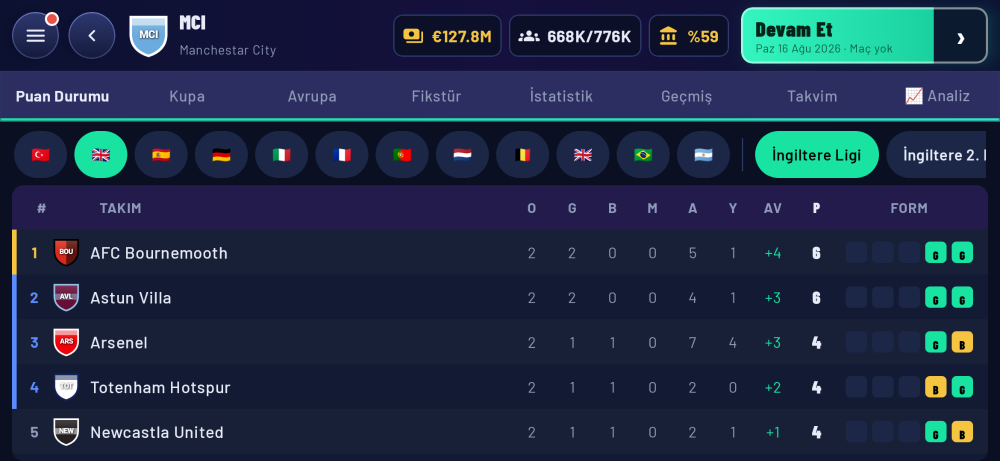 MCI
MCI
Manchestar City
€127.8M
668K/776K
%59
Devam Et
Paz 16 Ağu 2026 · Maç yok
Puan Durumu Kupa Avrupa Fikstür İstatistik Geçmiş Takvim Analiz
İngiltere Ligi İngiltere 2.
# TAKIM O G B M A Y AV P FORM
1 BOU AFC Bournemooth 2 2 0 0 5 1 +4 6 G G
2 AVL Astun Villa 2 2 0 0 4 1 +3 6 G G
3 ARS Arsenel 2 1 1 0 7 4 +3 4 G B
4 TOT Totenham Hotspur 2 1 1 0 2 0 +2 4 B G
5 NEW Newcastla United 2 1 1 0 2 1 +1 4 G B